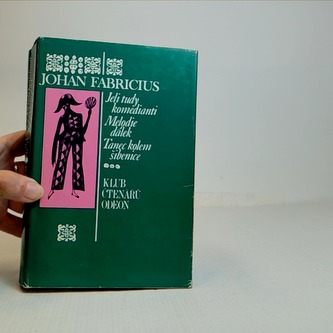 JOHAN FABRICIUS
Jeli tudy
komedianti
Melodie
dálek
Tanec kolem
šibenice
KLUB
ČTENÁŘŮ
ODEON